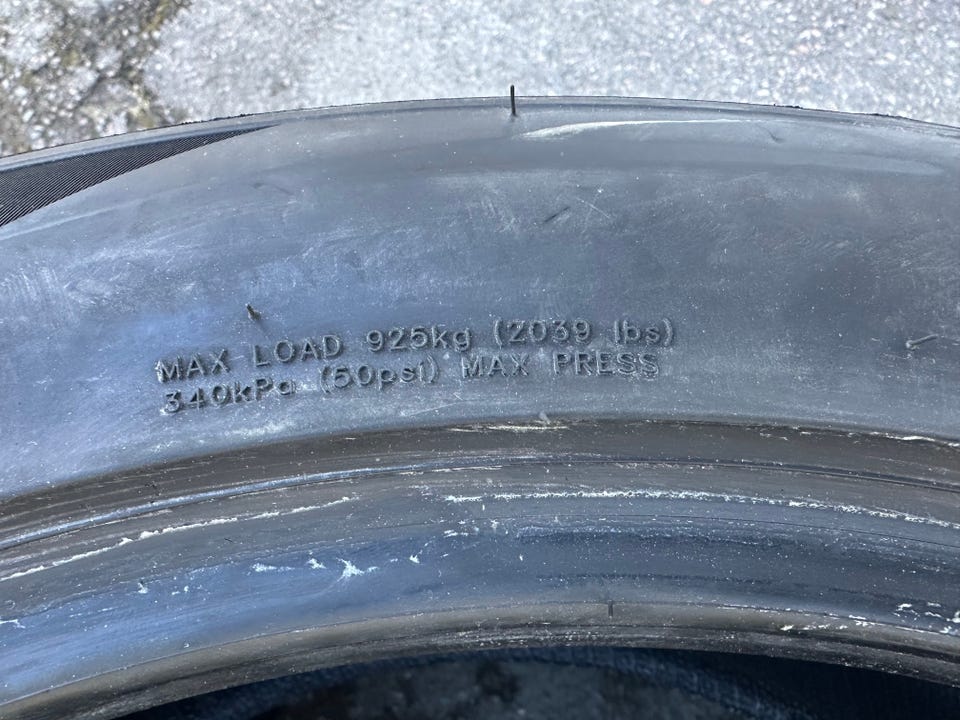 MAX LOAD 925kg (2039 lbs)
340kPa (50psi) MAX PRESS